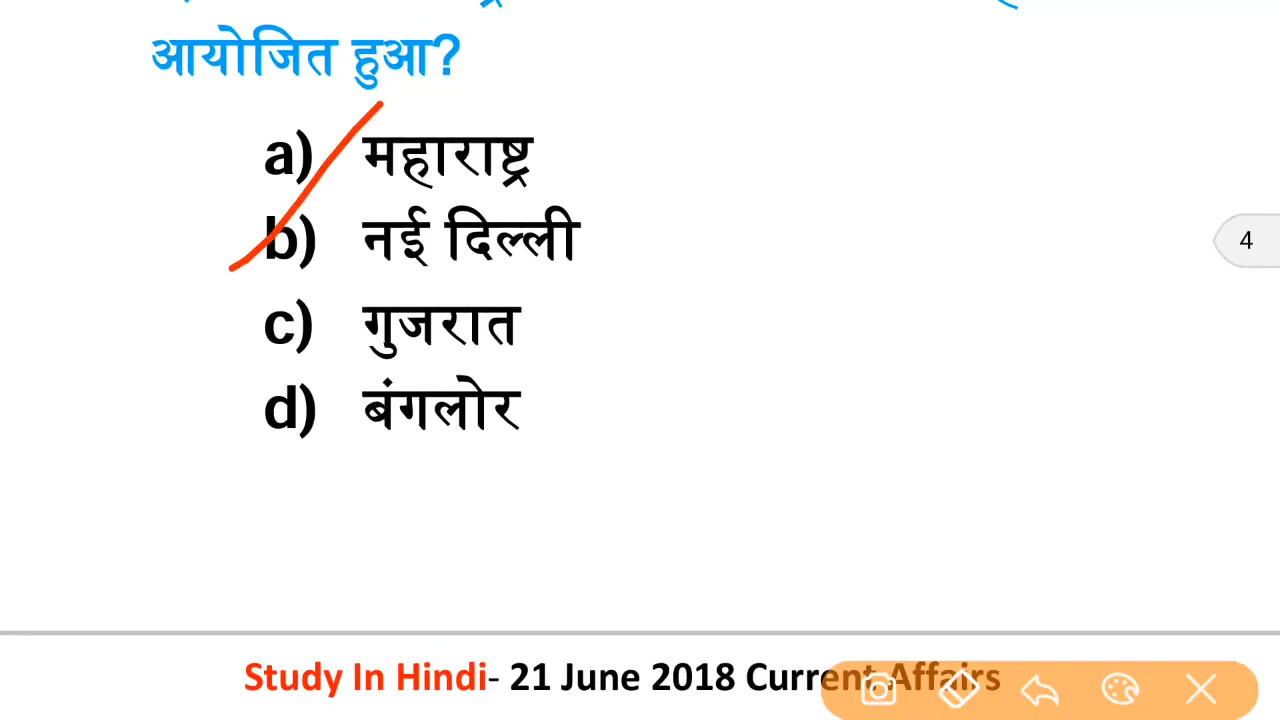 आयोजित हुआ?
a) महाराष्ट्र
b) नई दिल्ली
c) गुजरात
d) बंगलोर
4
Study In Hindi- 21 June 2018 Current Affairs